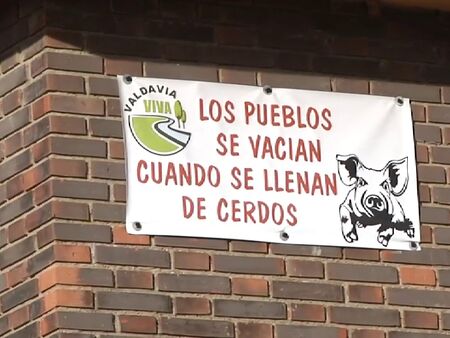 VALDAVIA
VIVA
LOS PUEBLOS
SE VACIAN
CUANDO SE LLENAN
DE CERDOS